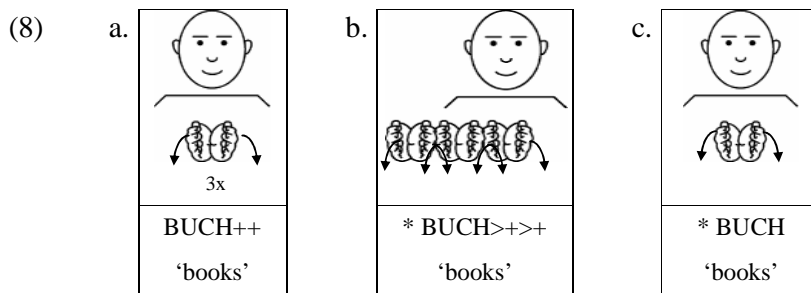 (8) a. b. c.
3x
BUCH++ * BUCH>+>+ * BUCH
‘books’ ‘books’ ‘books’